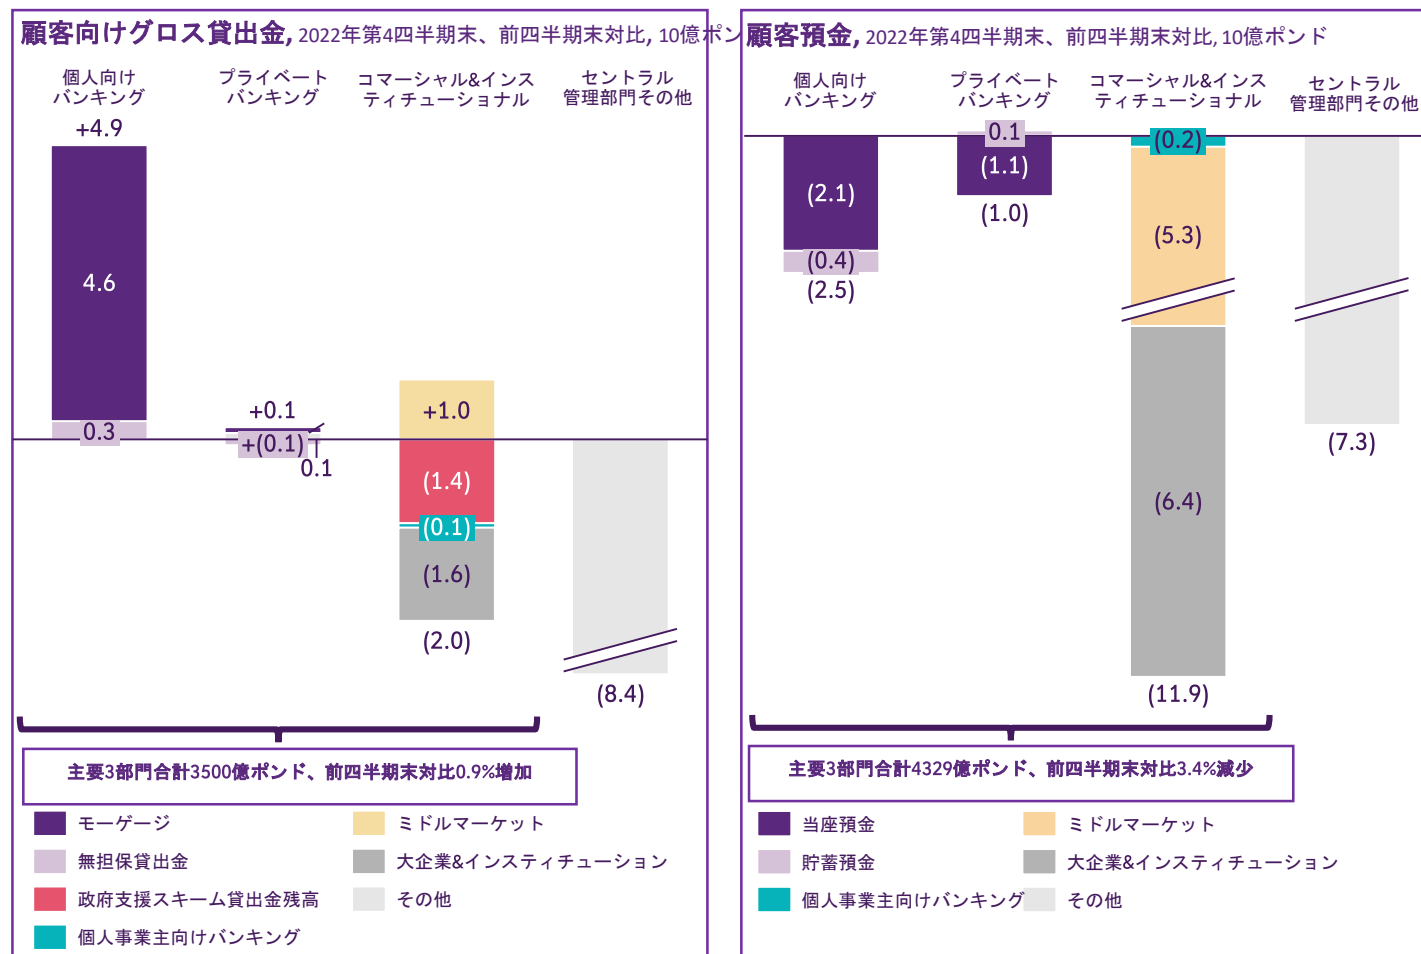 顧客向けグロス貸出金, 2022年第4四半期末、前四半期末対比, 10億ポン
個人向け
バンキング
プライベート
バンキング
コマーシャル&インス
ティチューショナル
セントラル
管理部門その他
+4.9
4.6
0.3
+0.1
+(0.1)
0.1
+1.0
(1.4)
(0.1)
(1.6)
(2.0)
(8.4)
主要3部門合計3500億ポンド、前四半期末対比0.9%増加
モーゲージ
無担保貸出金
政府支援スキーム貸出金残高
個人事業主向けバンキング
ミドルマーケット
大企業&インスティチューション
その他
顧客預金, 2022年第4四半期末、前四半期末対比, 10億ポンド
個人向け
バンキング
プライベート
バンキング
コマーシャル&インス
ティチューショナル
セントラル
管理部門その他
(2.1)
(0.4)
(2.5)
0.1
(1.1)
(1.0)
(0.2)
(5.3)
(6.4)
(11.9)
(7.3)
主要3部門合計4329億ポンド、前四半期末対比3.4%減少
当座預金
貯蓄預金
個人事業主向けバンキング
ミドルマーケット
大企業&インスティチューション
その他